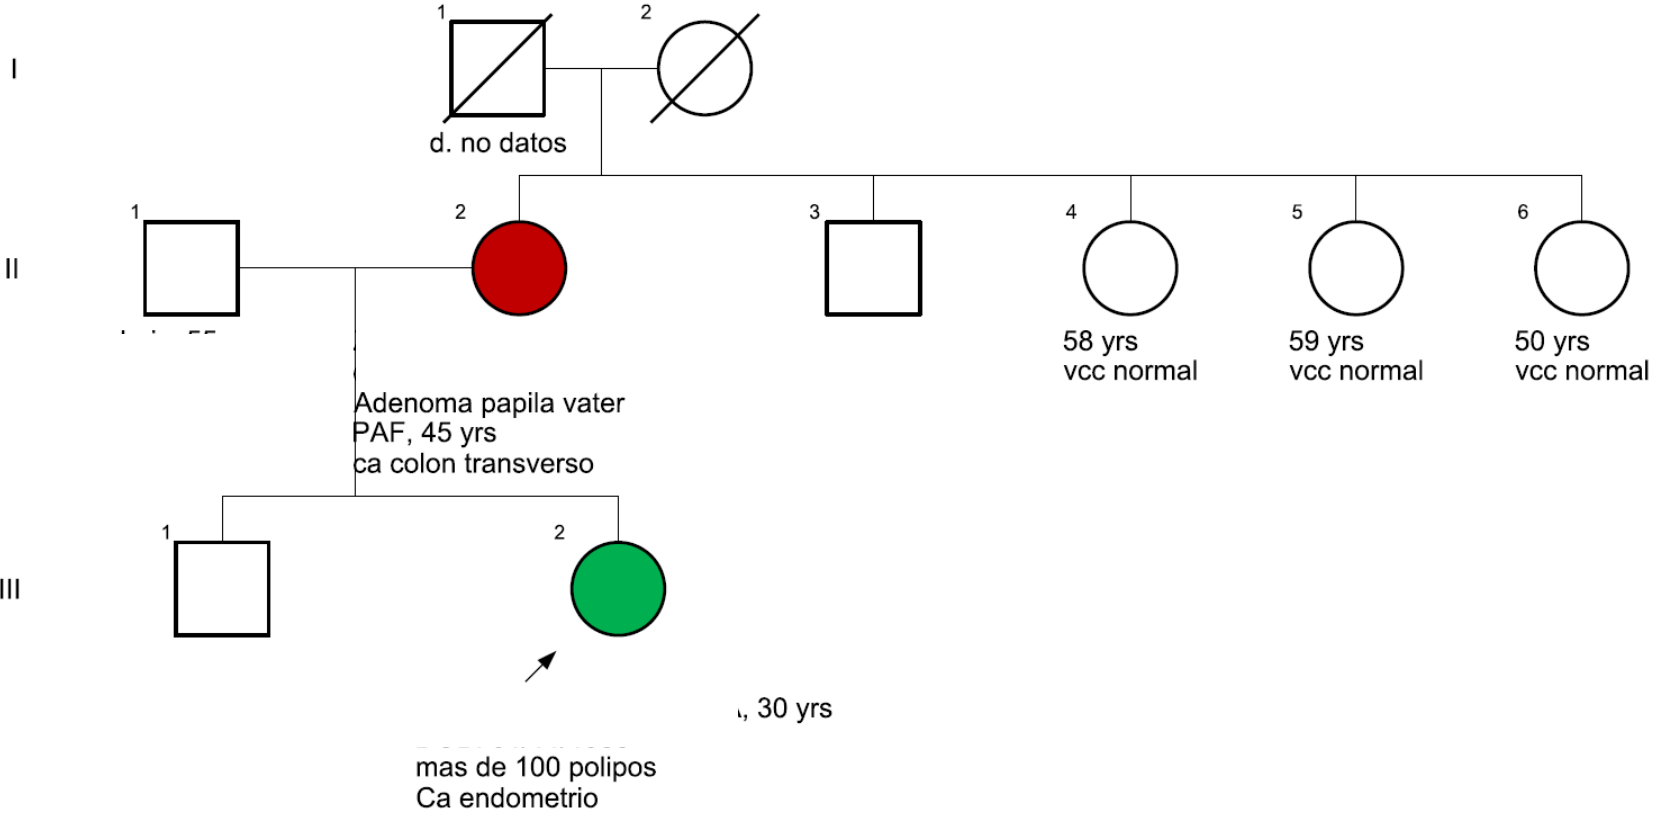 1 2
I
d. no datos
1 2 3 4 5 6
II
58 yrs
vcc normal
59 yrs
vcc normal
50 yrs
vcc normal
Adenoma papila vater
PAF, 45 yrs
ca colon transverso
1 2
III
, 30 yrs
mas de 100 polipos
Ca endometrio